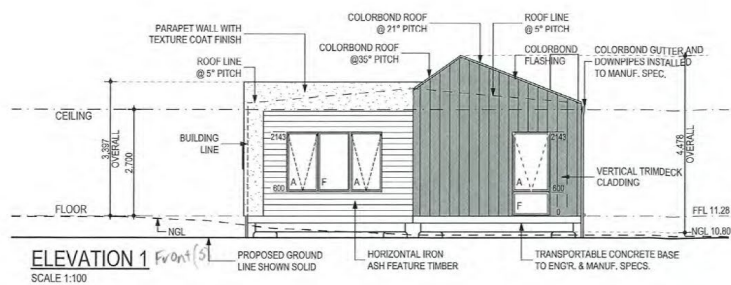 PARAPET WALL WITH
TEXTURE COAT FINISH
COLORBOND ROOF
@ 21° PITCH
ROOF LINE
@ 5° PITCH
ROOF LINE
@ 5° PITCH
COLORBOND ROOF
@35° PITCH
COLORBOND
FLASHING
COLORBOND GUTTER AND
DOWNPIPES INSTALLED
TO MANUF. SPEC.
CEILING
3,397
OVERALL
2,700
BUILDING
LINE
2143
600
A
F
A
2143
600
0
A
F
VERTICAL TRIMDECK
CLADDING
4,478
OVERALL
FLOOR
NGL
FFL 11.28
NGL 10.80
ELEVATION 1 Front (S)
SCALE 1:100
PROPOSED GROUND
LINE SHOWN SOLID
HORIZONTAL IRON
ASH FEATURE TIMBER
TRANSPORTABLE CONCRETE BASE
TO ENG'R. & MANUF. SPECS.